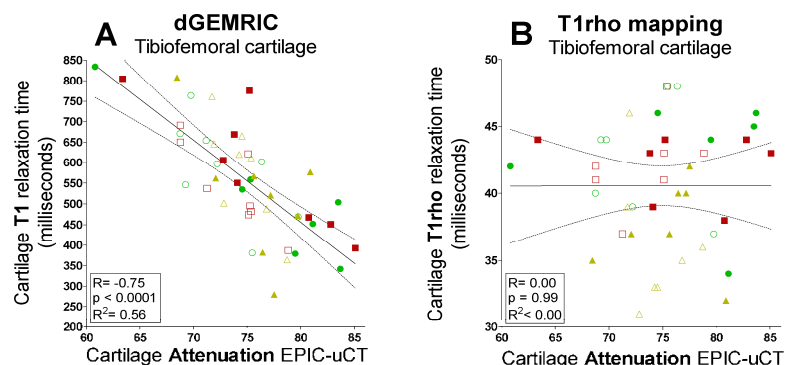 A
dGEMRIC
Tibiofemoral cartilage
Cartilage T1 relaxation time
(milliseconds)
850
800
750
700
650
600
550
500
450
400
350
300
250
200
R= -0.75
p < 0.0001
R²= 0.56
60 65 70 75 80 85
Cartilage Attenuation EPIC-uCT
B
T1rho mapping
Tibiofemoral cartilage
Cartilage T1rho relaxation time
(milliseconds)
50
45
40
35
30
R= 0.00
p = 0.99
R²< 0.00
60 65 70 75 80 85
Cartilage Attenuation EPIC-uCT